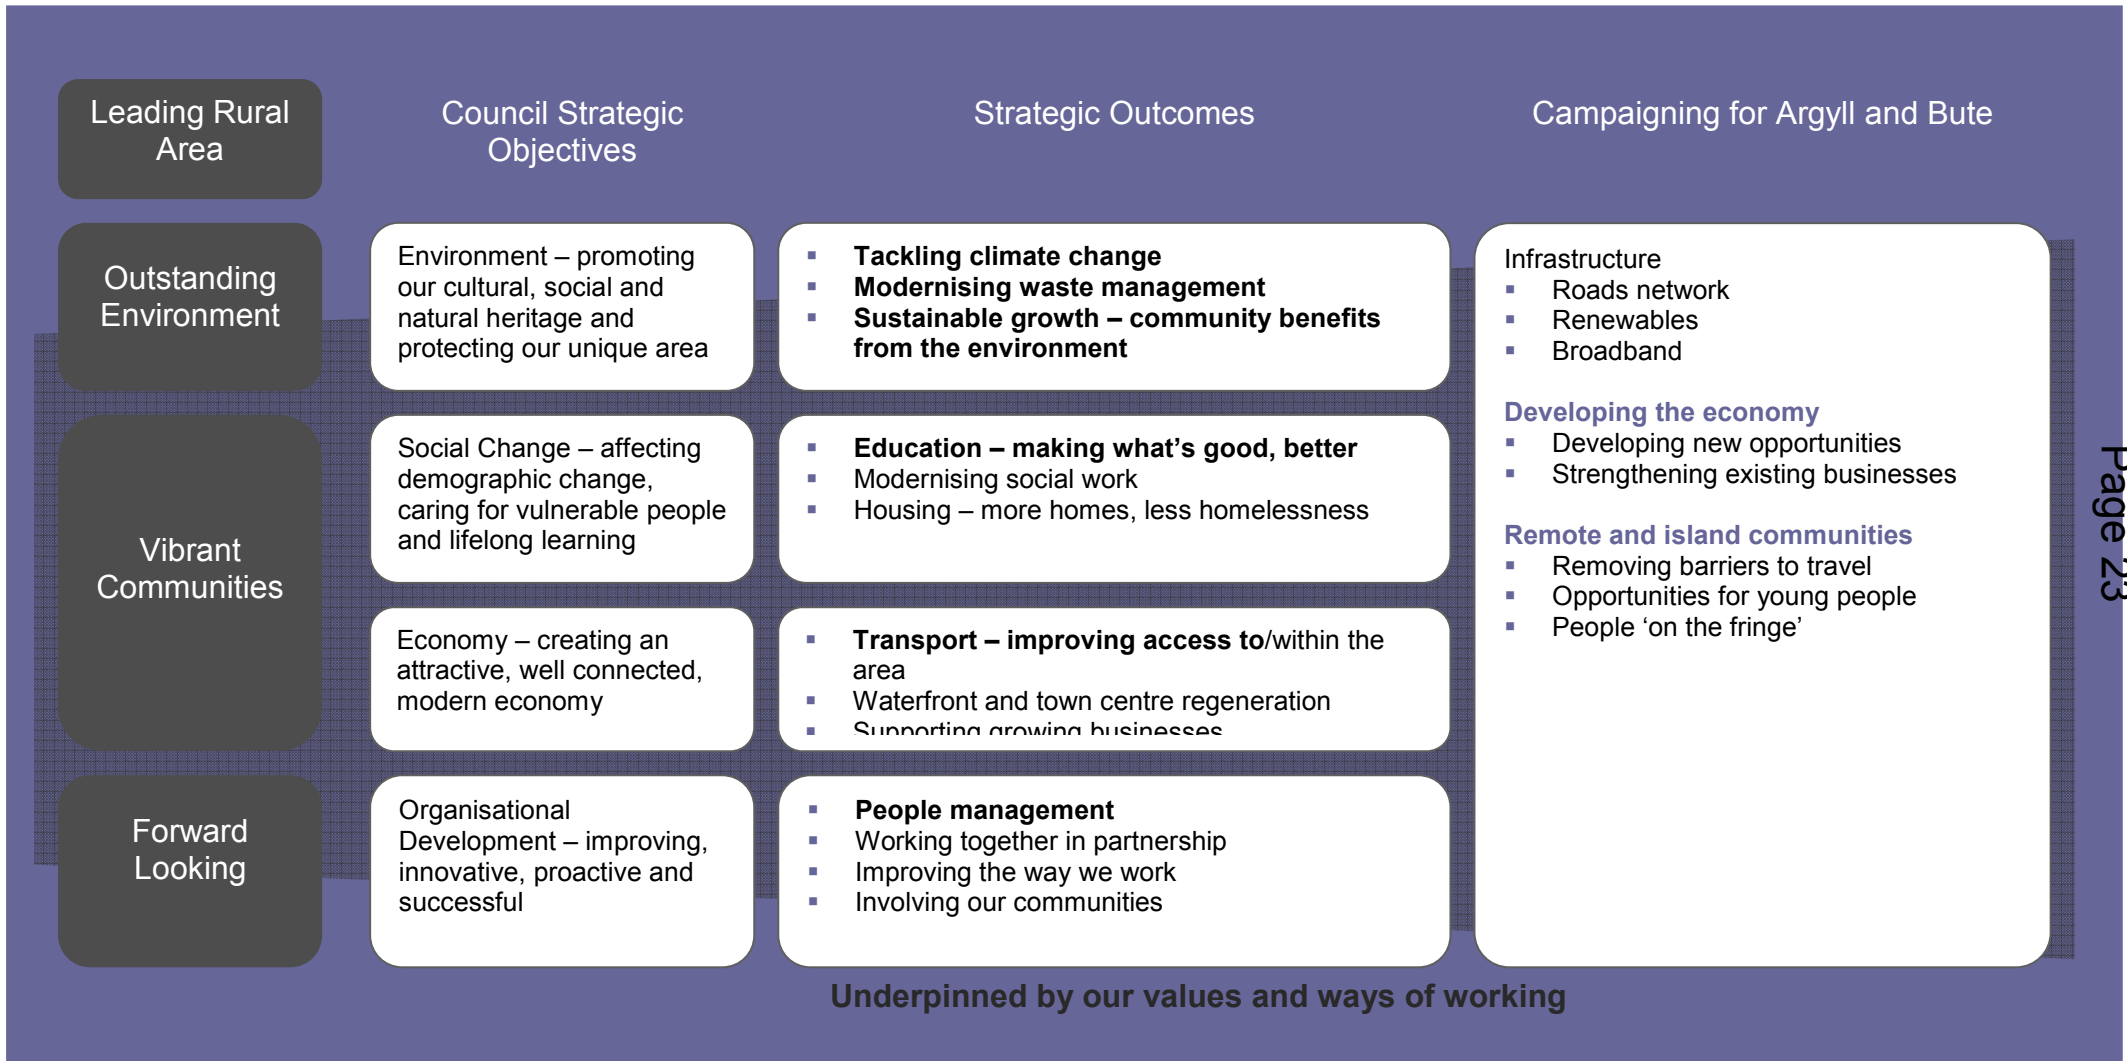 Leading Rural
Area
Council Strategic
Objectives
Strategic Outcomes
Campaigning for Argyll and Bute
Outstanding
Environment
Environment – promoting
our cultural, social and
natural heritage and
protecting our unique area
▪ Tackling climate change
▪ Modernising waste management
▪ Sustainable growth – community benefits
from the environment
Vibrant
Communities
Social Change – affecting
demographic change,
caring for vulnerable people
and lifelong learning
▪ Education – making what’s good, better
▪ Modernising social work
▪ Housing – more homes, less homelessness
Economy – creating an
attractive, well connected,
modern economy
▪ Transport – improving access to/within the
area
▪ Waterfront and town centre regeneration
▪ Supporting growing businesses
Forward
Looking
Organisational
Development – improving,
innovative, proactive and
successful
▪ People management
▪ Working together in partnership
▪ Improving the way we work
▪ Involving our communities
Infrastructure
▪ Roads network
▪ Renewables
▪ Broadband
Developing the economy
▪ Developing new opportunities
▪ Strengthening existing businesses
Remote and island communities
▪ Removing barriers to travel
▪ Opportunities for young people
▪ People ‘on the fringe’
Underpinned by our values and ways of working
Page 23